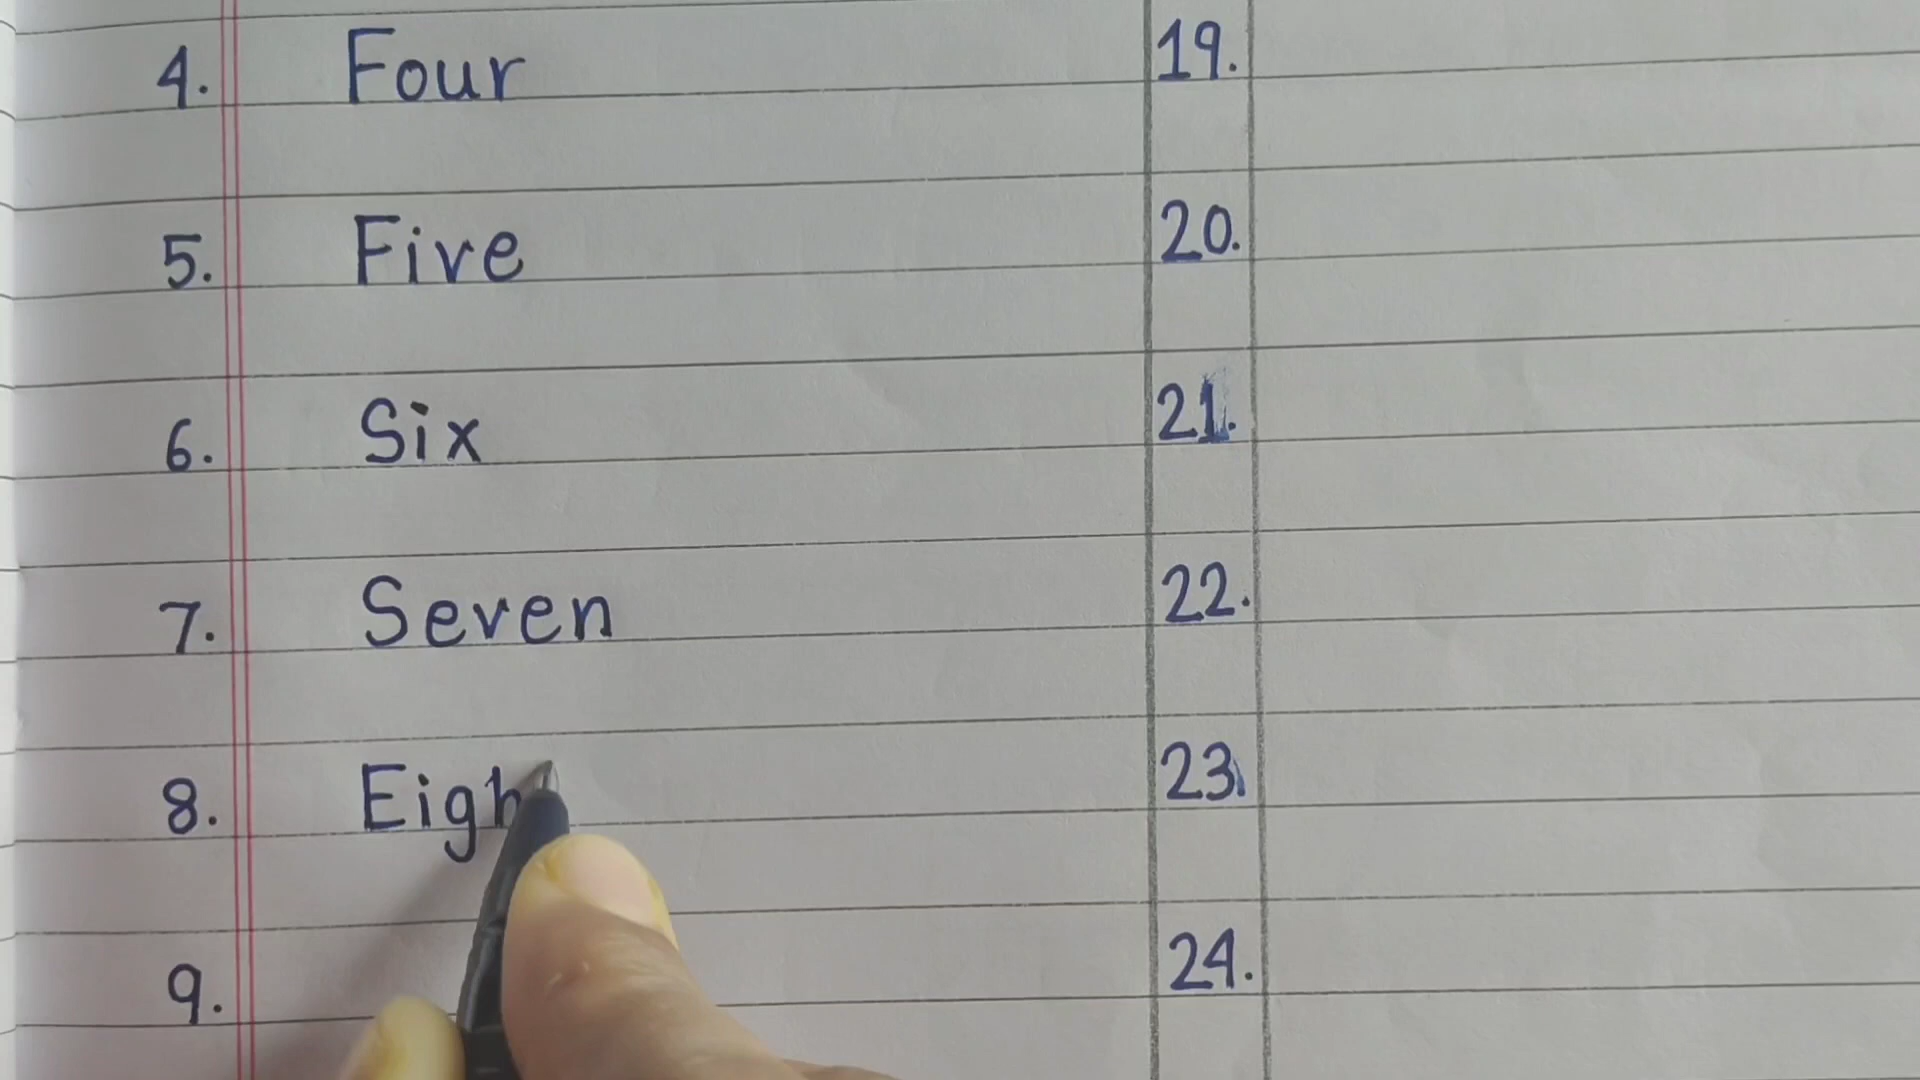 4. Four 19.
5. Five 20.
6. Six 21.
7. Seven 22.
8. Eigh 23.
9. 24.